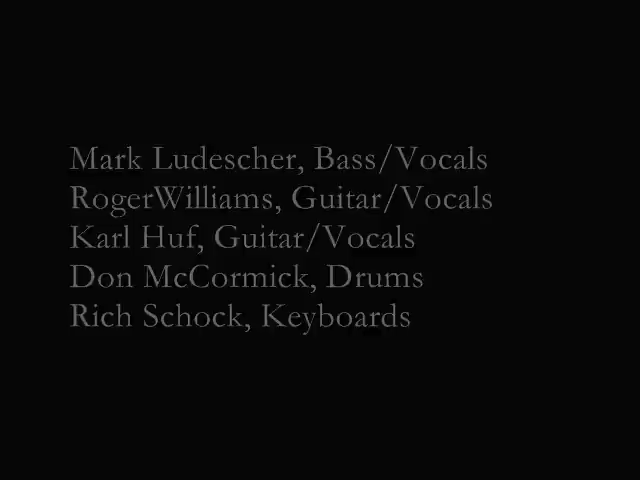 Mark Ludescher, Bass/Vocals
RogerWilliams, Guitar/Vocals
Karl Huf, Guitar/Vocals
Don McCormick, Drums
Rich Schock, Keyboards